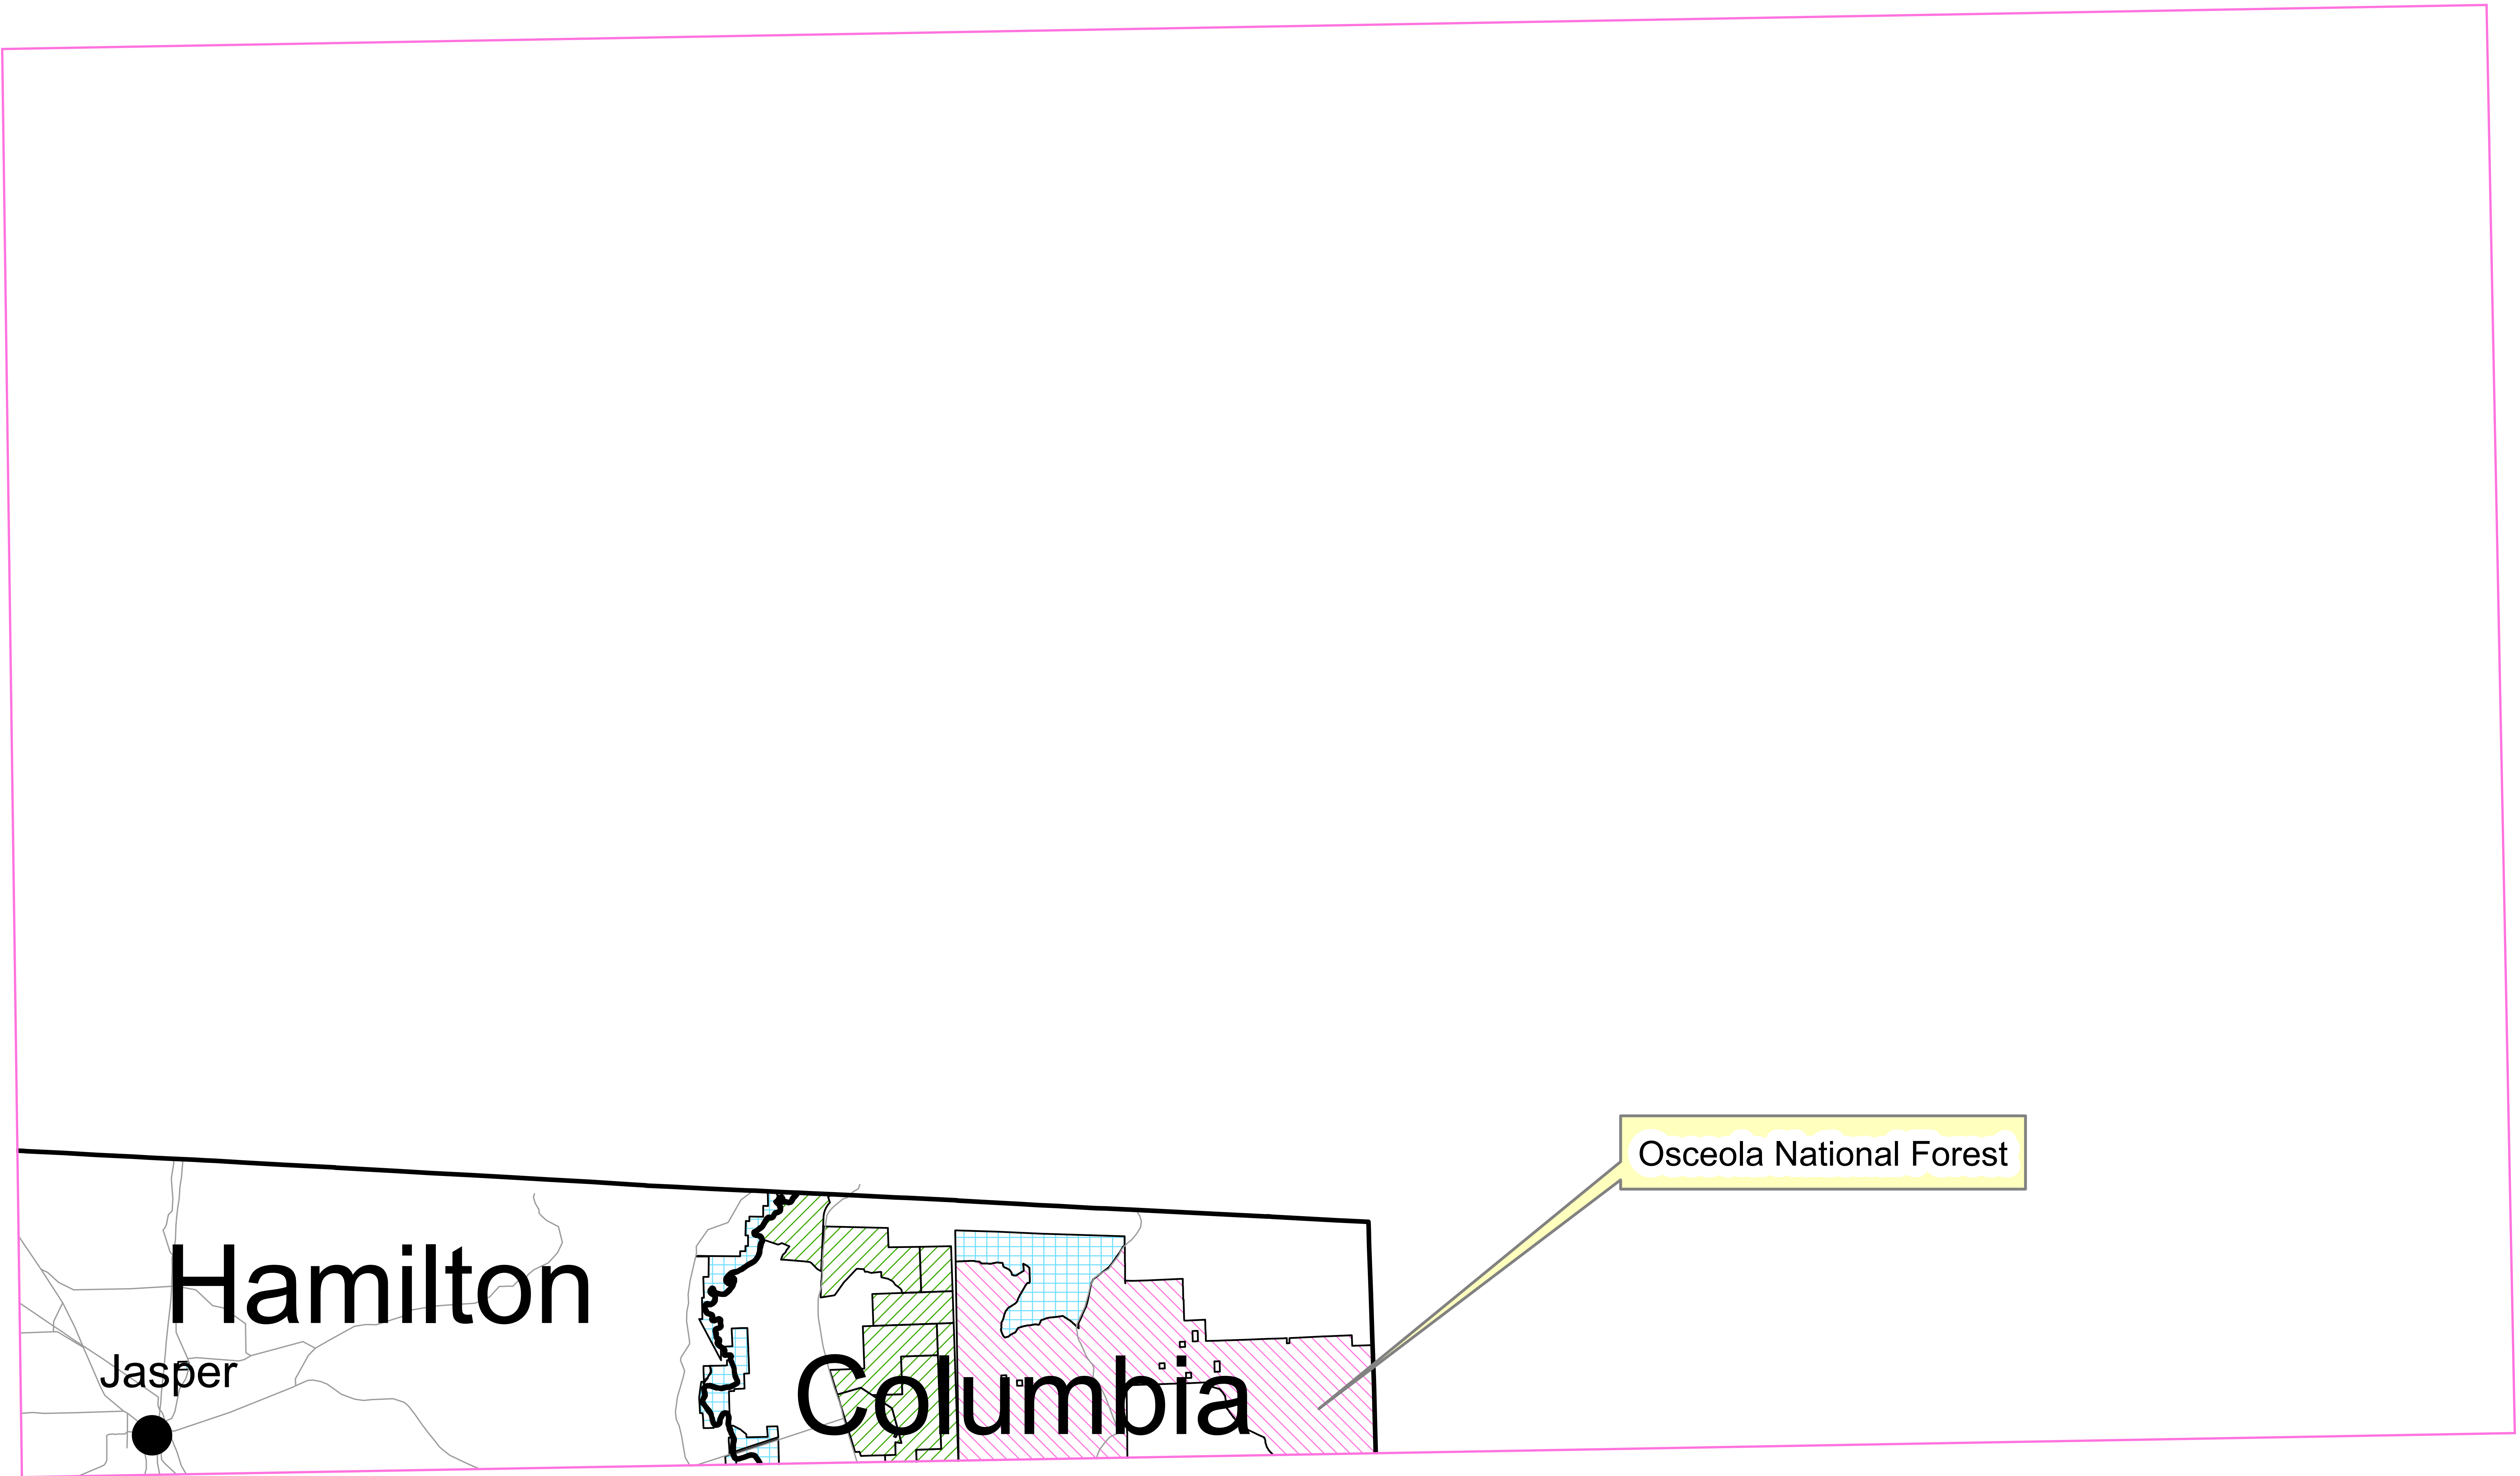 Osceola National Forest
Hamilton
Jasper
Columbia